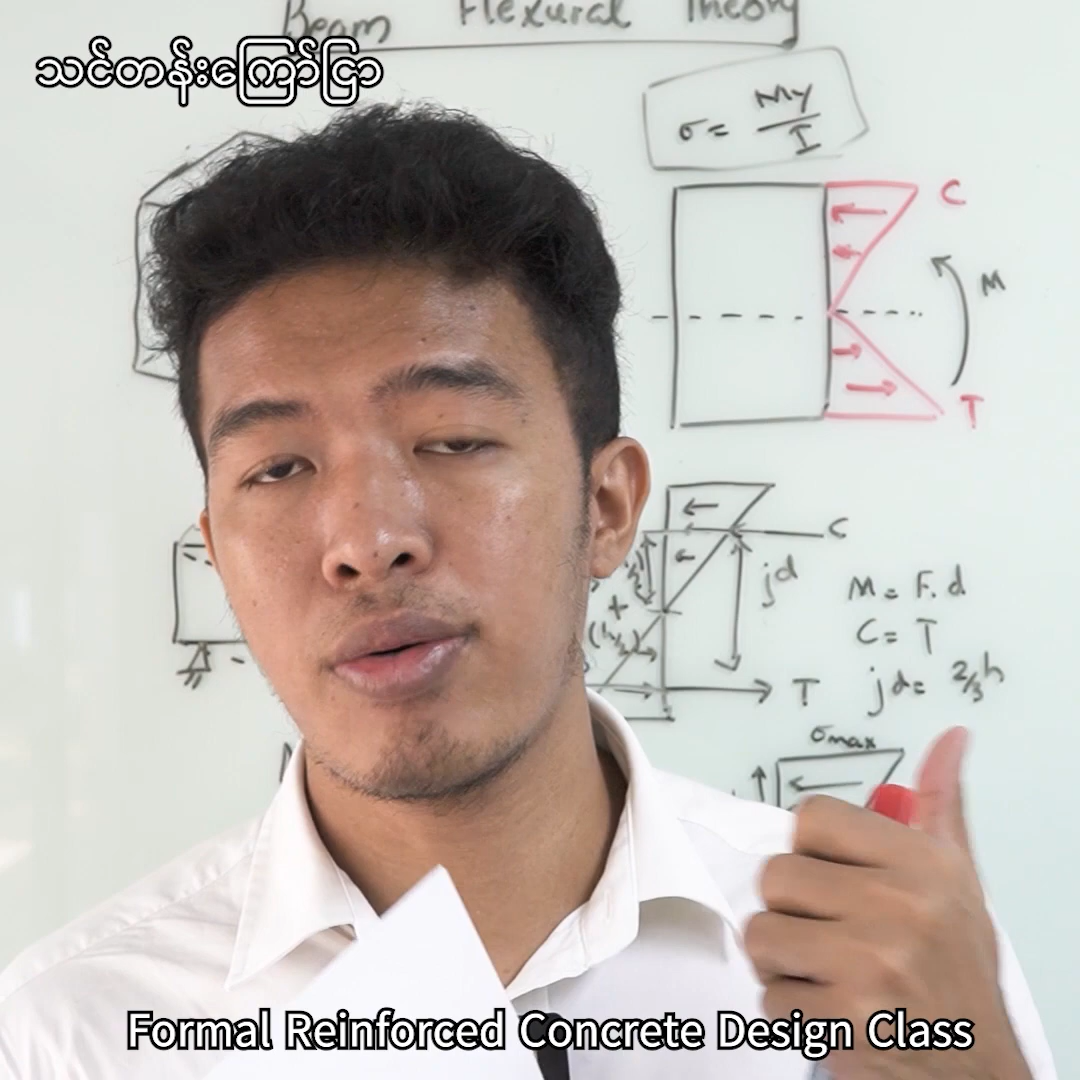 Beam Flexural Theory
သင်တန်းကြော်ငြာ
σ = My
I
C
M
T
C
jd
M = F. d
C = T
T
jd = 2/3 h
σmax
Formal Reinforced Concrete Design Class